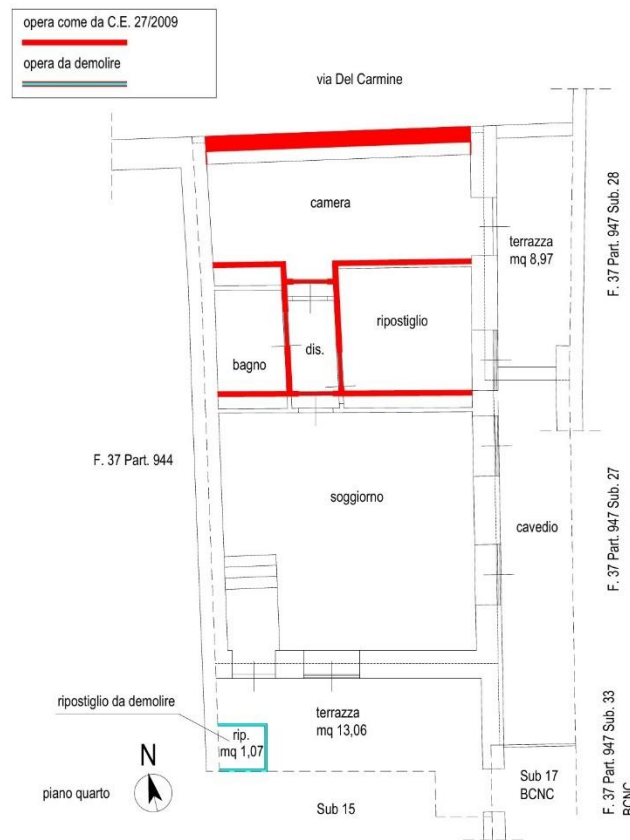 opera come da C.E. 27/2009
opera da demolire
via Del Carmine
camera
terrazza
mq 8,97
F. 37 Part. 947 Sub. 28
ripostiglio
dis.
bagno
F. 37 Part. 944
soggiorno
cavedio
F. 37 Part. 947 Sub. 27
ripostiglio da demolire
rip.
mq 1,07
terrazza
mq 13,06
N
piano quarto
Sub 15
Sub 17
BCNC
F. 37 Part. 947 Sub. 33
BCNC